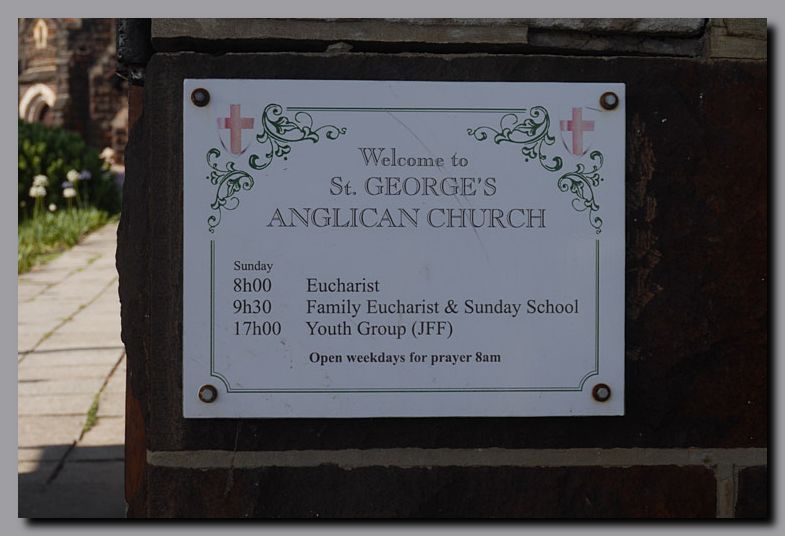 Welcome to
St. GEORGE'S
ANGLICAN CHURCH
Sunday
8h00 Eucharist
9h30 Family Eucharist & Sunday School
17h00 Youth Group (JFF)
Open weekdays for prayer 8am